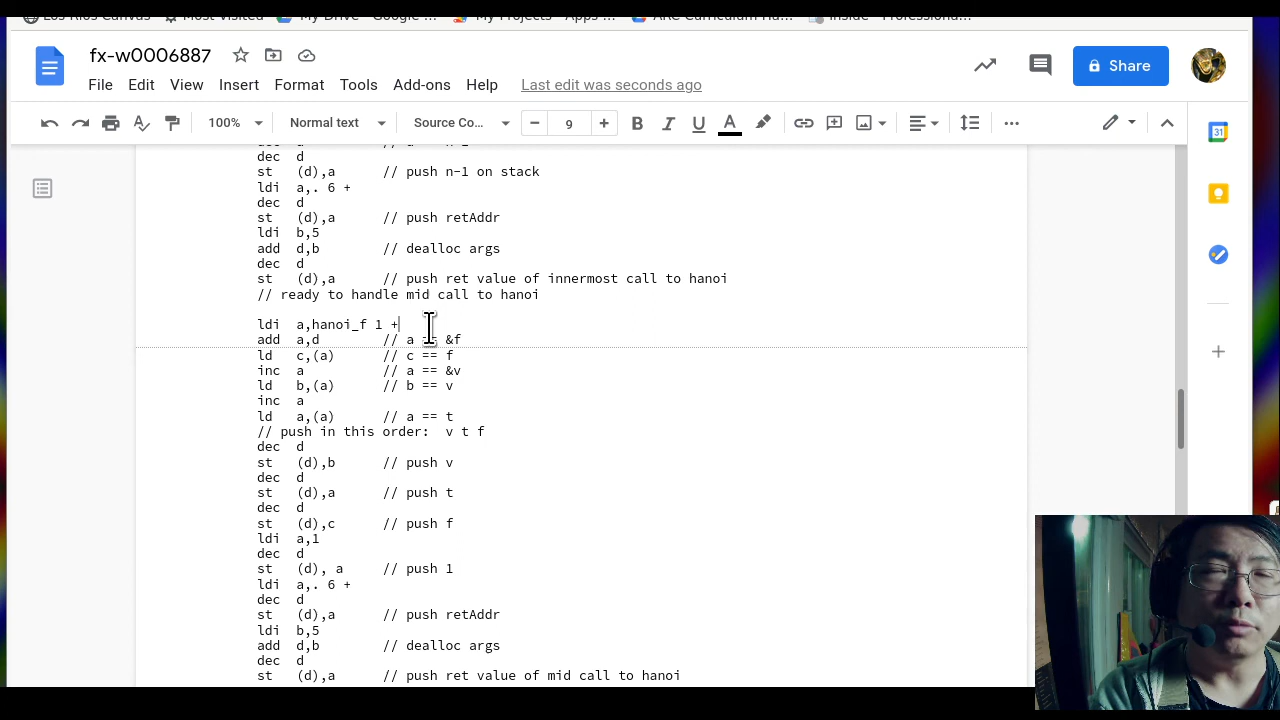 fx-w0006887
File Edit View Insert Format Tools Add-ons Help Last edit was seconds ago
Share
100% Normal text Source Co... 9
31
dec d
st (d),a // push n-1 on stack
ldi a,. 6 +
dec d
st (d),a // push retAddr
ldi b,5
add d,b // dealloc args
dec d
st (d),a // push ret value of innermost call to hanoi
// ready to handle mid call to hanoi
ldi a,hanoi_f 1 +
add a,d // a == &f
ld c,(a) // c == f
inc a // a == &v
ld b,(a) // b == v
inc a
ld a,(a) // a == t
// push in this order: v t f
dec d
st (d),b // push v
dec d
st (d),a // push t
dec d
st (d),c // push f
ldi a,1
dec d
st (d), a // push 1
ldi a,. 6 +
dec d
st (d),a // push retAddr
ldi b,5
add d,b // dealloc args
dec d
st (d),a // push ret value of mid call to hanoi